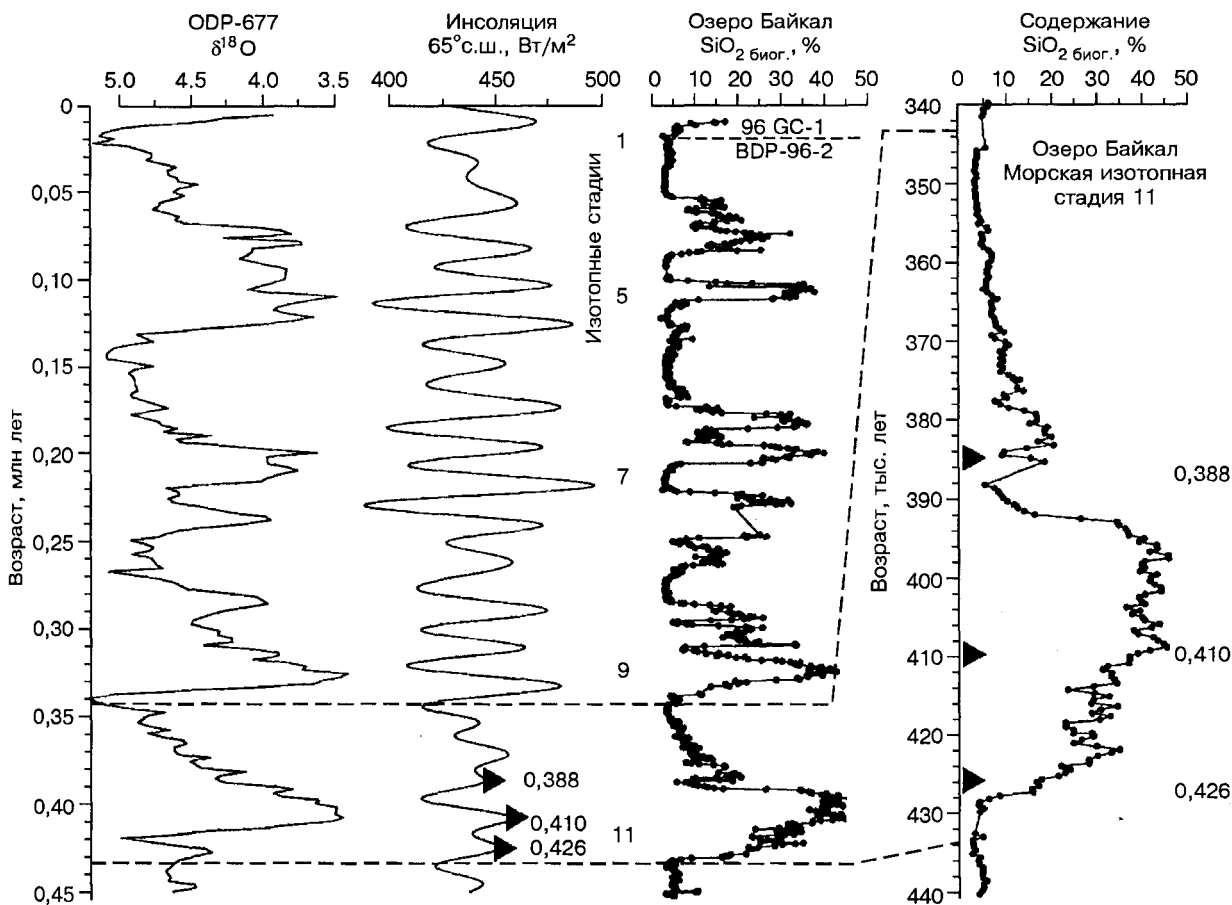 ODP-677
δ¹⁸O
5.0 4.5 4.0 3.5
Инсоляция
65°с.ш., Вт/м²
400 450 500
Озеро Байкал
SiO₂ биог., %
0 10 20 30 40
Содержание
SiO₂ биог., %
0 10 20 30 40 50
Возраст, млн лет
0
0,05
0,10
0,15
0,20
0,25
0,30
0,35
0,40
0,45
Изотопные стадии
1
5
7
9
11
0,388
0,410
0,426
96 GC-1
BDP-96-2
Возраст, тыс. лет
340
350
360
370
380
390
400
410
420
430
440
Озеро Байкал
Морская изотопная
стадия 11
0,388
0,410
0,426